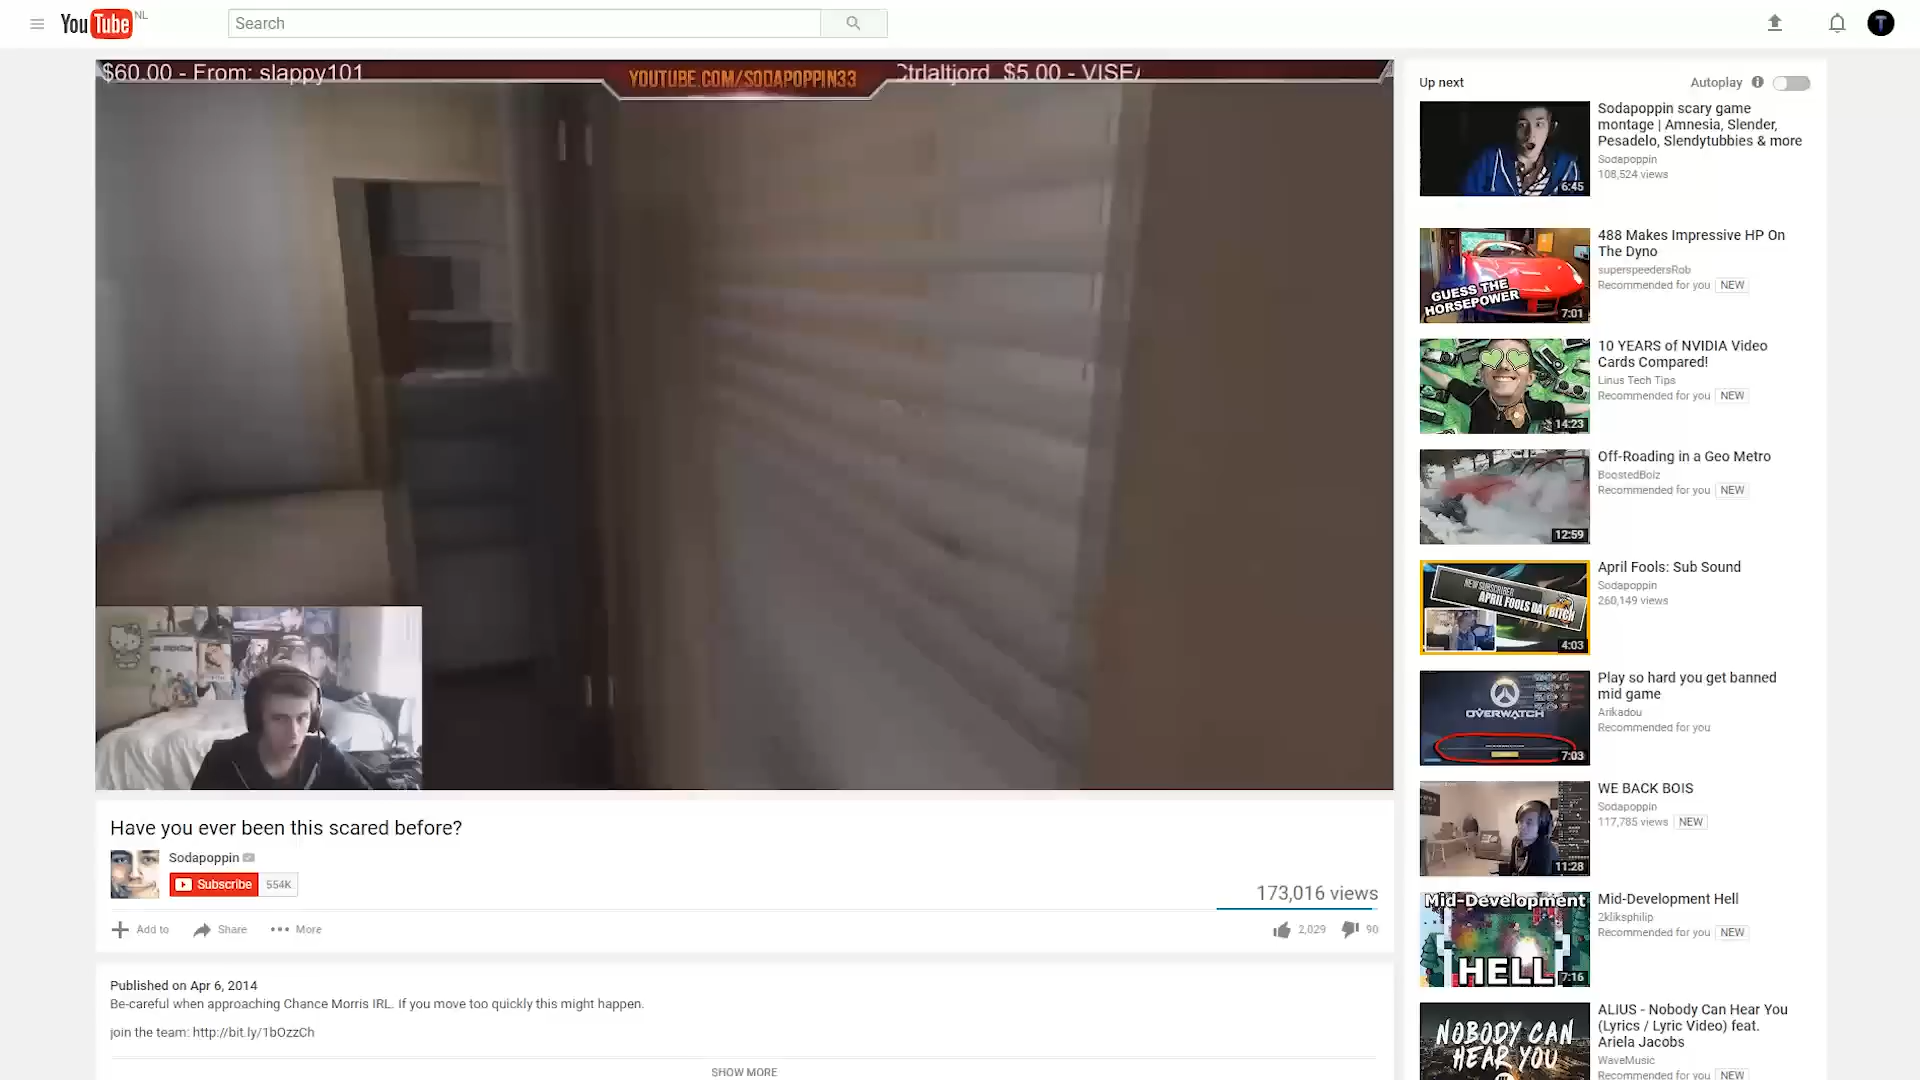 YouTube NL
Search
$60.00 - From: slappy101
YOUTUBE.COM/SODAPOPPIN33
Ctrlaltjord $5.00 - VISEA
Have you ever been this scared before?
Sodapoppin
Subscribe 554K
173,016 views
Add to Share More
2,029 90
Published on Apr 6, 2014
Be-careful when approaching Chance Morris IRL. If you move too quickly this might happen.
join the team: http://bit.ly/1bOzzCh
SHOW MORE
Up next
Autoplay
6:45
Sodapoppin scary game
montage | Amnesia, Slender,
Pesadelo, Slendytubbies & more
Sodapoppin
108,524 views
GUESS THE
HORSEPOWER
7:01
488 Makes Impressive HP On
The Dyno
superspeedersRob
Recommended for you NEW
14:23
10 YEARS of NVIDIA Video
Cards Compared!
Linus Tech Tips
Recommended for you NEW
12:59
Off-Roading in a Geo Metro
BoostedBoiz
Recommended for you NEW
NEW SUBSCRIBER
APRIL FOOLS DAY BITCH
4:03
April Fools: Sub Sound
Sodapoppin
260,149 views
OVERWATCH
7:03
Play so hard you get banned
mid game
Arikadou
Recommended for you
11:28
WE BACK BOIS
Sodapoppin
117,785 views NEW
Mid-Development
HELL
7:16
Mid-Development Hell
2kliksphilip
Recommended for you NEW
NOBODY CAN
HEAR YOU
ALIUS - Nobody Can Hear You
(Lyrics / Lyric Video) feat.
Ariela Jacobs
WaveMusic
Recommended for you NEW